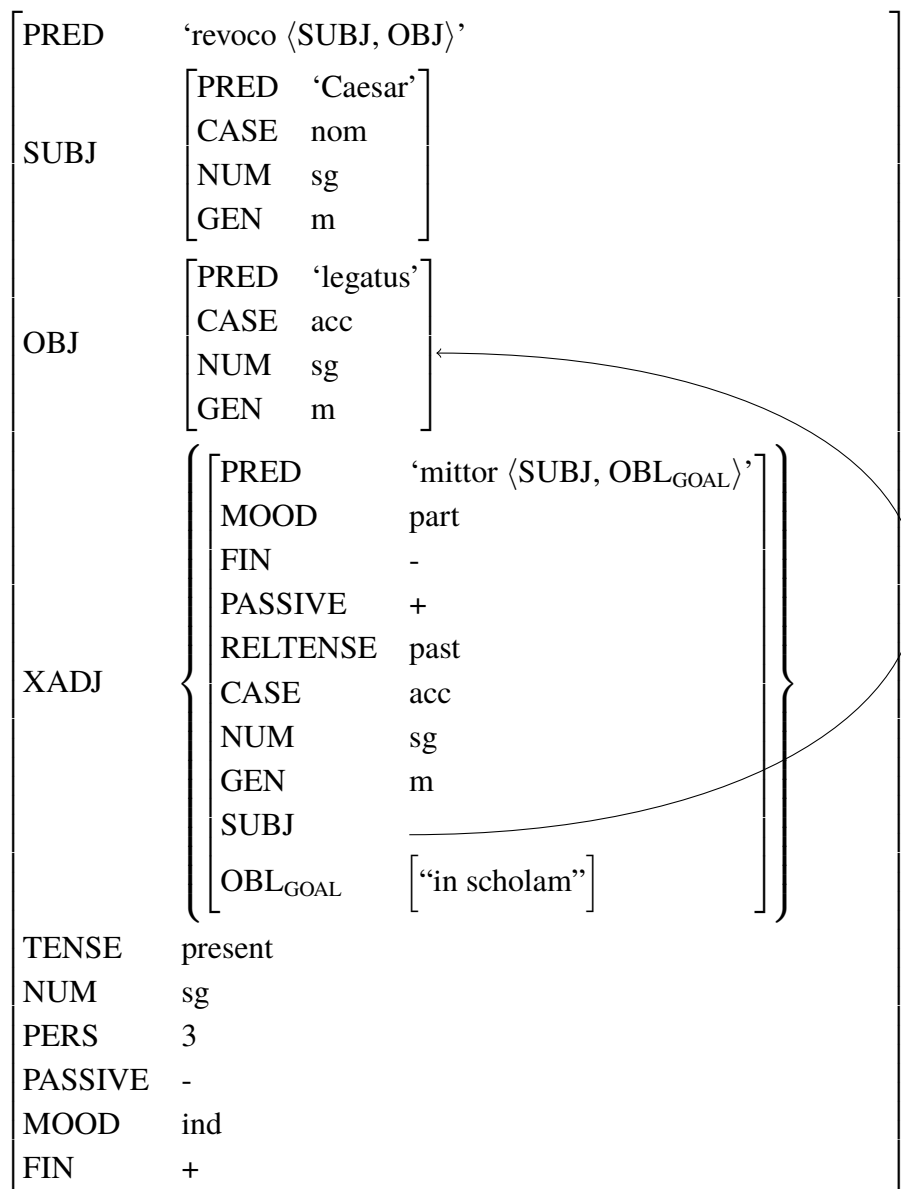 PRED ‘revoco ⟨SUBJ, OBJ⟩’
SUBJ
PRED ‘Caesar’
CASE nom
NUM sg
GEN m
OBJ
PRED ‘legatus’
CASE acc
NUM sg
GEN m
XADJ
PRED ‘mittor ⟨SUBJ, OBL_GOAL⟩’
MOOD part
FIN -
PASSIVE +
RELTENSE past
CASE acc
NUM sg
GEN m
SUBJ
OBL_GOAL [“in scholam”]
TENSE present
NUM sg
PERS 3
PASSIVE -
MOOD ind
FIN +